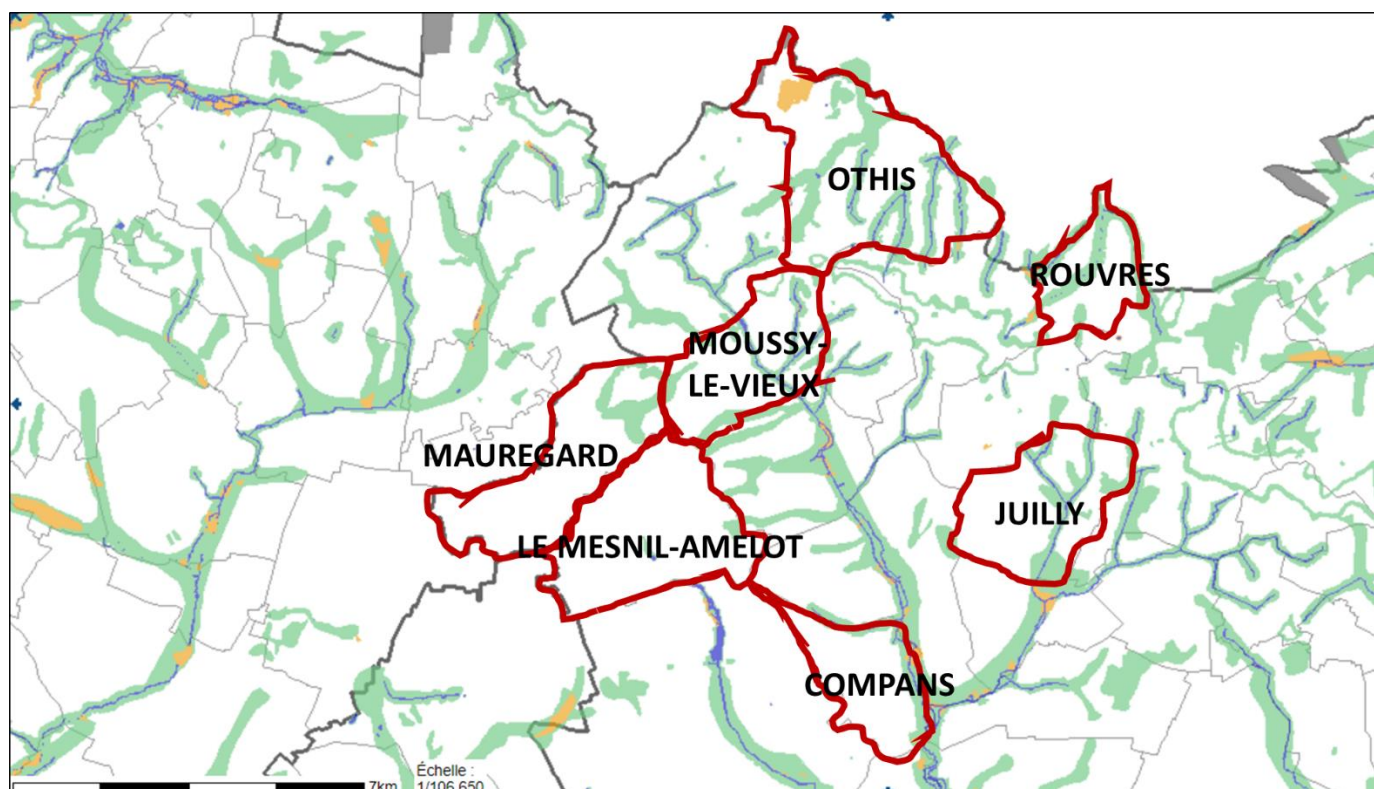 OTHIS
ROUVRES
MOUSSY-
LE-VIEUX
MAUREGARD
JUILLY
LE MESNIL-AMELOT
COMPANS
Échelle :
7km
1/106 650